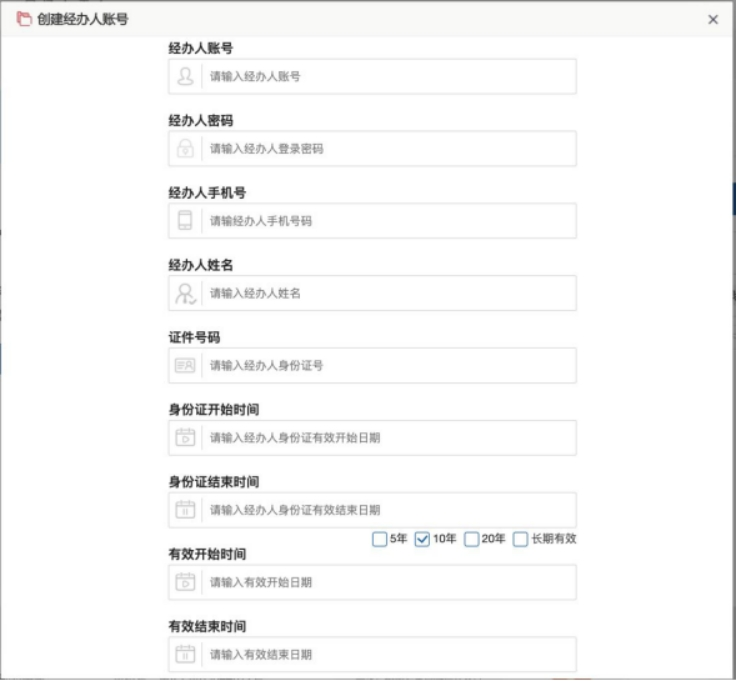 创建经办人账号
经办人账号
请输入经办人账号
经办人密码
请输入经办人登录密码
经办人手机号
请输经办人手机号码
经办人姓名
请输入经办人姓名
证件号码
请输入经办人身份证号
身份证开始时间
请输入经办人身份证有效开始日期
身份证结束时间
请输入经办人身份证有效结束日期
5年 10年 20年 长期有效
有效开始时间
请输入有效开始日期
有效结束时间
请输入有效结束日期